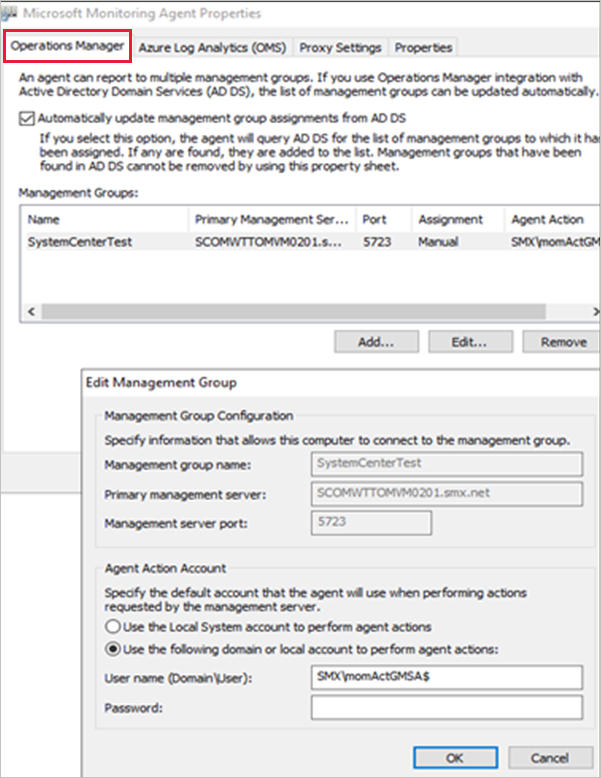 Microsoft Monitoring Agent Properties
Operations Manager Azure Log Analytics (OMS) Proxy Settings Properties
An agent can report to multiple management groups. If you use Operations Manager integration with
Active Directory Domain Services (AD DS), the list of management groups can be updated automatically.
Automatically update management group assignments from AD DS
If you select this option, the agent will query AD DS for the list of management groups to which it has
been assigned. If any are found, they are added to the list. Management groups that have been
found in AD DS cannot be removed by using this property sheet.
Management Groups:
Name Primary Management Ser... Port Assignment Agent Action
SystemCenterTest SCOMWTTOMVM0201.s... 5723 Manual SMX\momActGM
Add... Edit... Remove
Edit Management Group
Management Group Configuration
Specify information that allows this computer to connect to the management group.
Management group name: SystemCenterTest
Primary management server: SCOMWTTOMVM0201.smx.net
Management server port: 5723
Agent Action Account
Specify the default account that the agent will use when performing actions
requested by the management server.
Use the Local System account to perform agent actions
Use the following domain or local account to perform agent actions:
User name (Domain\User): SMX\momActGMSA$
Password:
OK Cancel